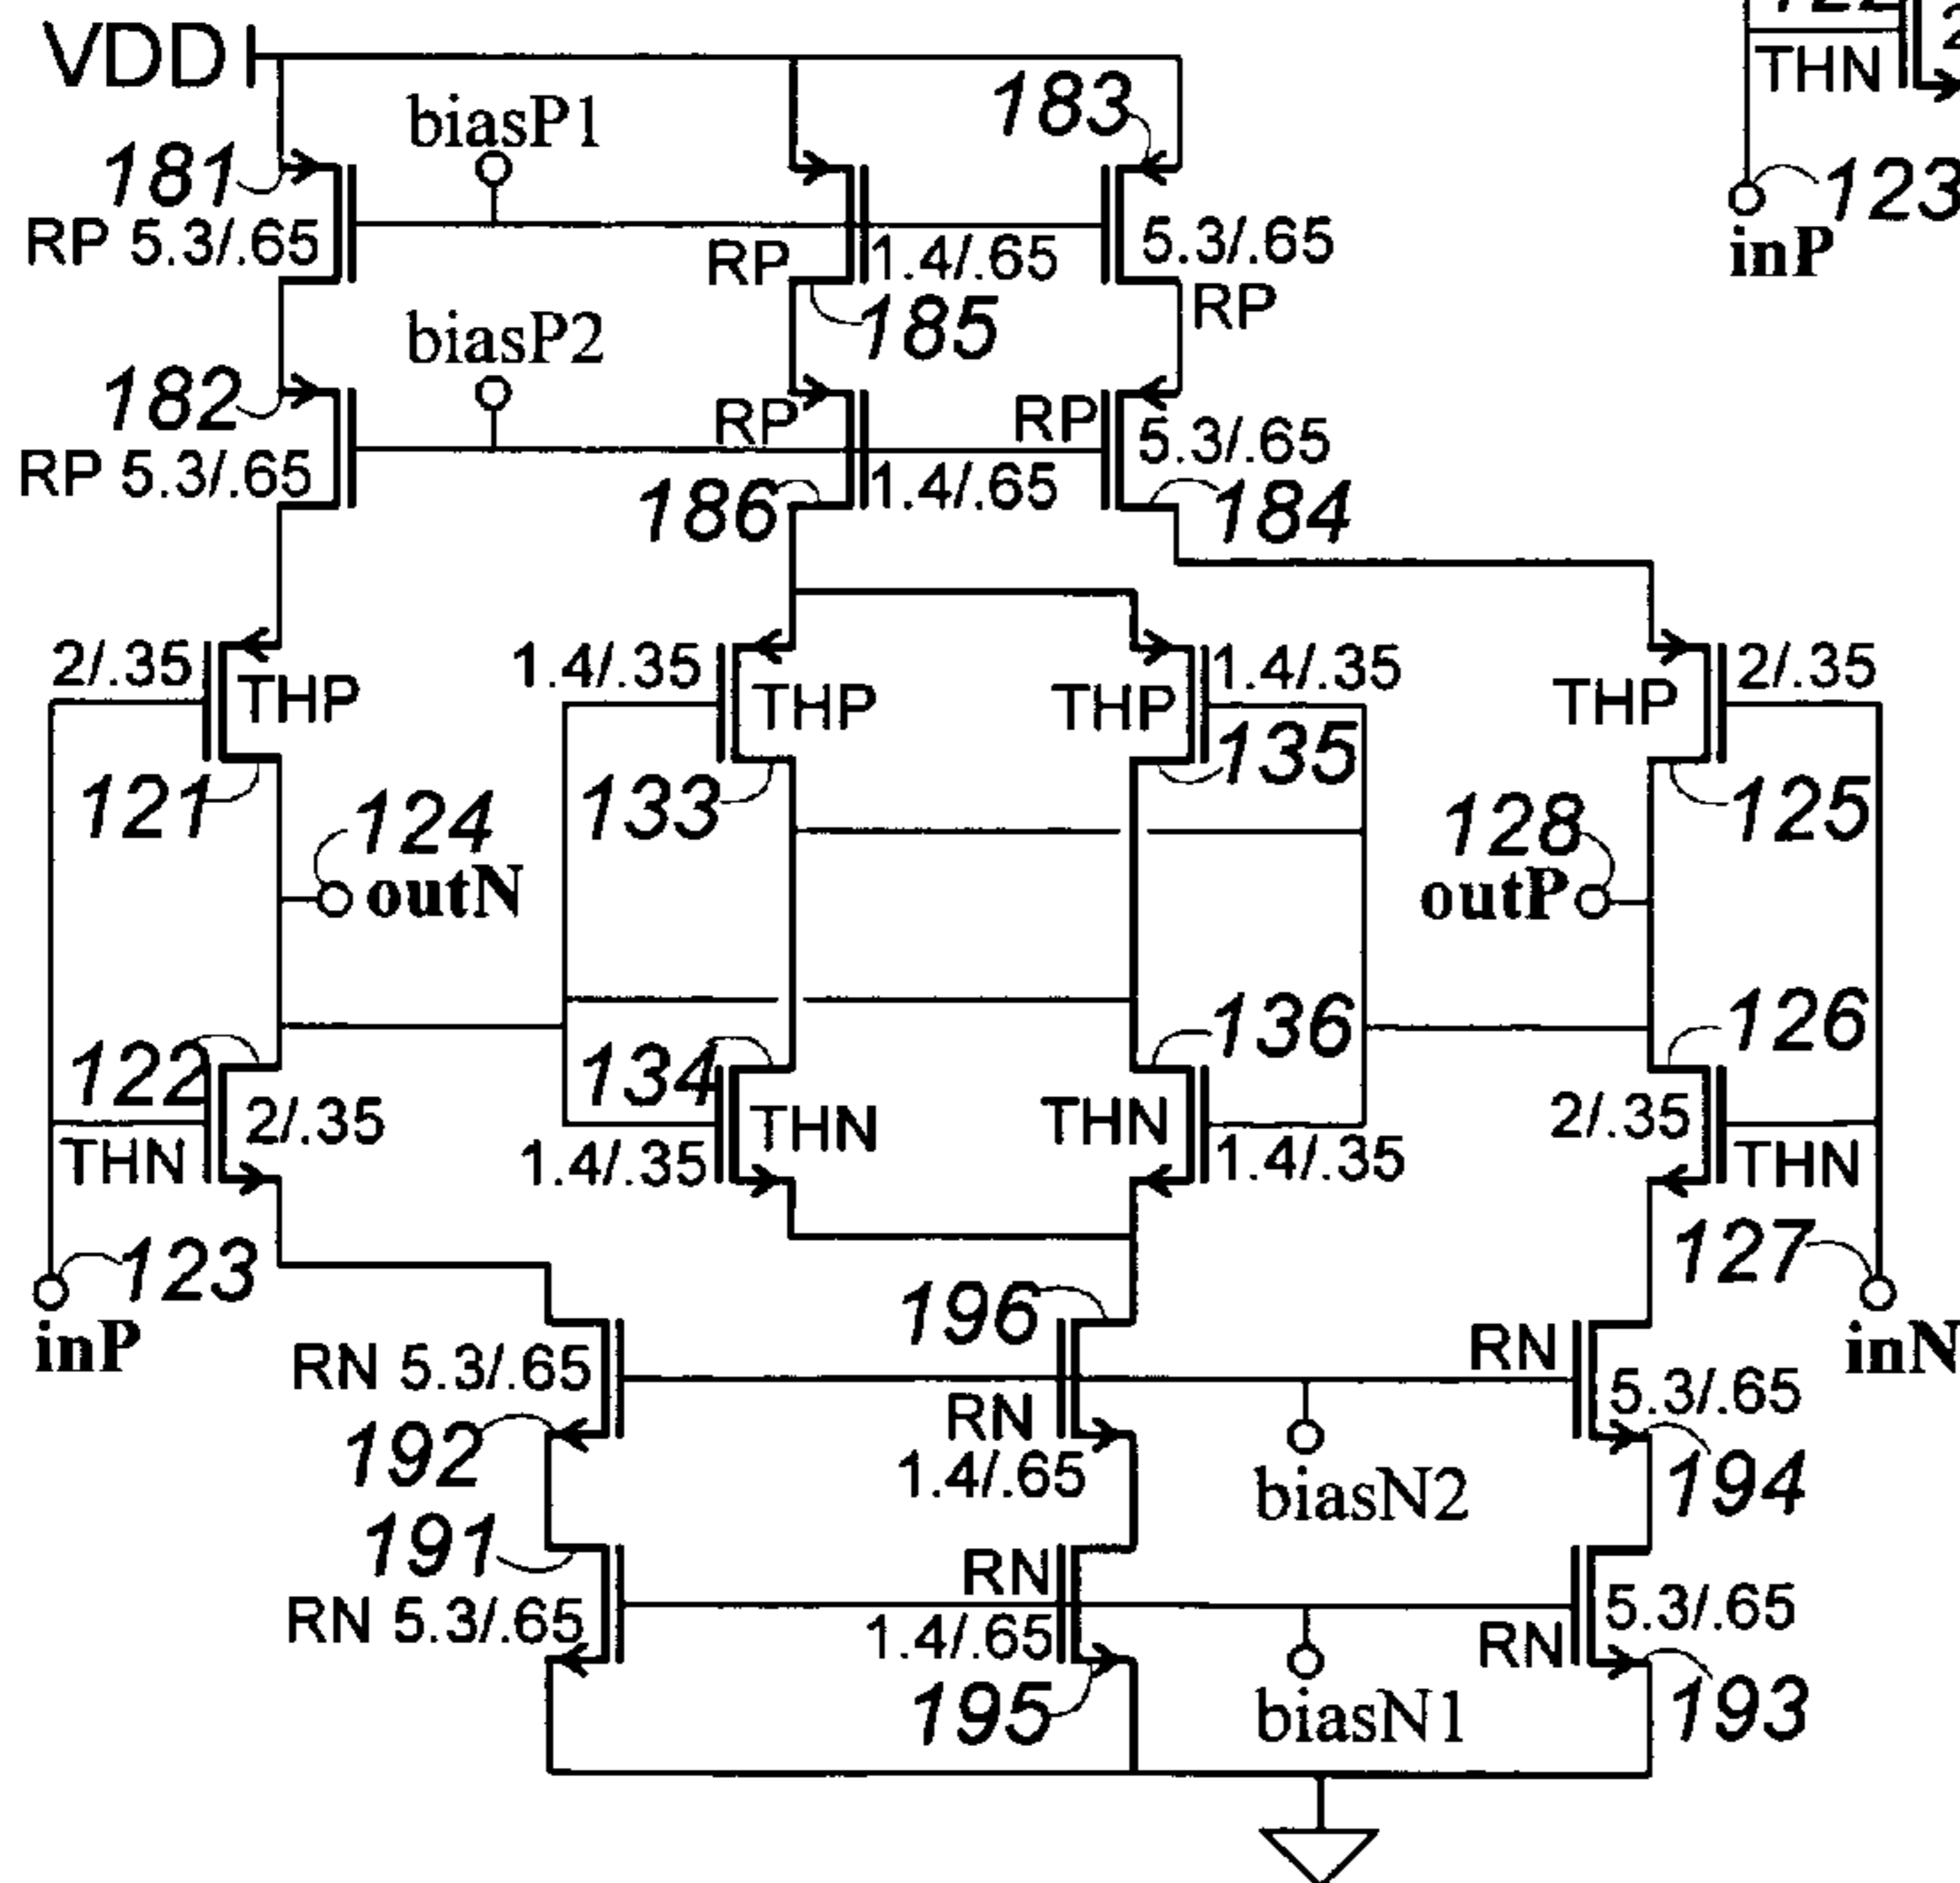 VDD
122
2
THN
183
biasP1
181
RP 5.3/.65
RP
1.4/.65
5.3/.65
RP
123
inP
185
biasP2
182
RP
RP
5.3/.65
RP 5.3/.65
186
1.4/.65
184
2/.35
THP
1.4/.35
THP
THP
1.4/.35
THP
2/.35
121
133
135
125
124
outN
128
outP
122
134
136
126
THN
2/.35
1.4/.35
THN
THN
1.4/.35
2/.35
THN
123
inP
196
127
inN
RN 5.3/.65
RN
1.4/.65
RN
5.3/.65
192
biasN2
194
191
RN 5.3/.65
RN
1.4/.65
5.3/.65
RN
195
biasN1
193